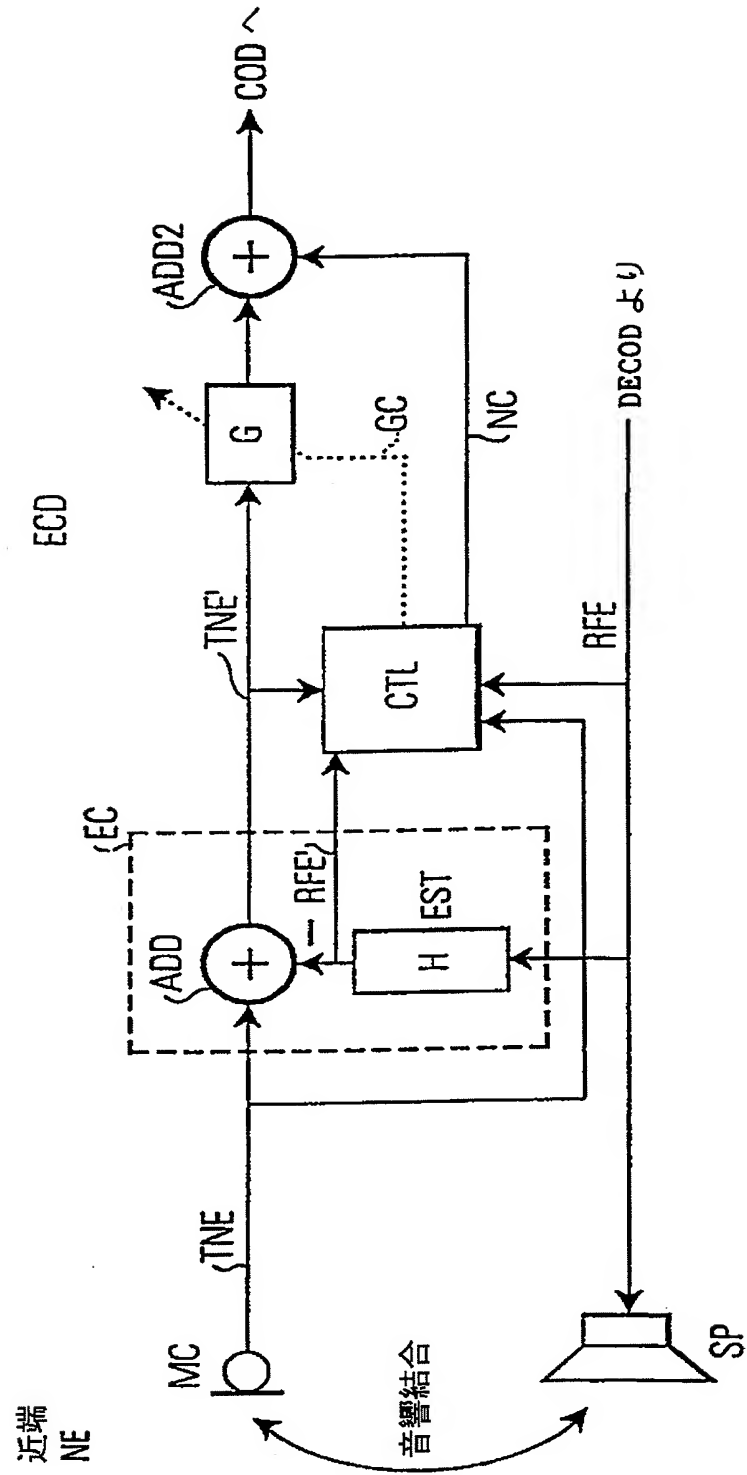 近端
NE
ECD
MC
TNE
ADD
+
EC
TNE'
G
ADD2
+
COD へ
GC
NC
CTL
− RFE'
H
EST
音響結合
SP
RFE
DECOD より